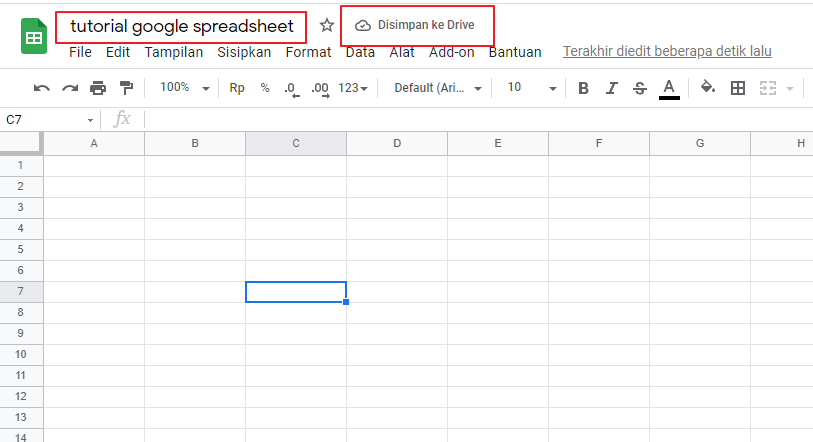 tutorial google spreadsheet Disimpan ke Drive
File Edit Tampilan Sisipkan Format Data Alat Add-on Bantuan Terakhir diedit beberapa detik lalu
100% Rp % .0 .00 123 Default (Ari... 10 B I S A
C7 fx
A B C D E F G H
1
2
3
4
5
6
7
8
9
10
11
12
13
14